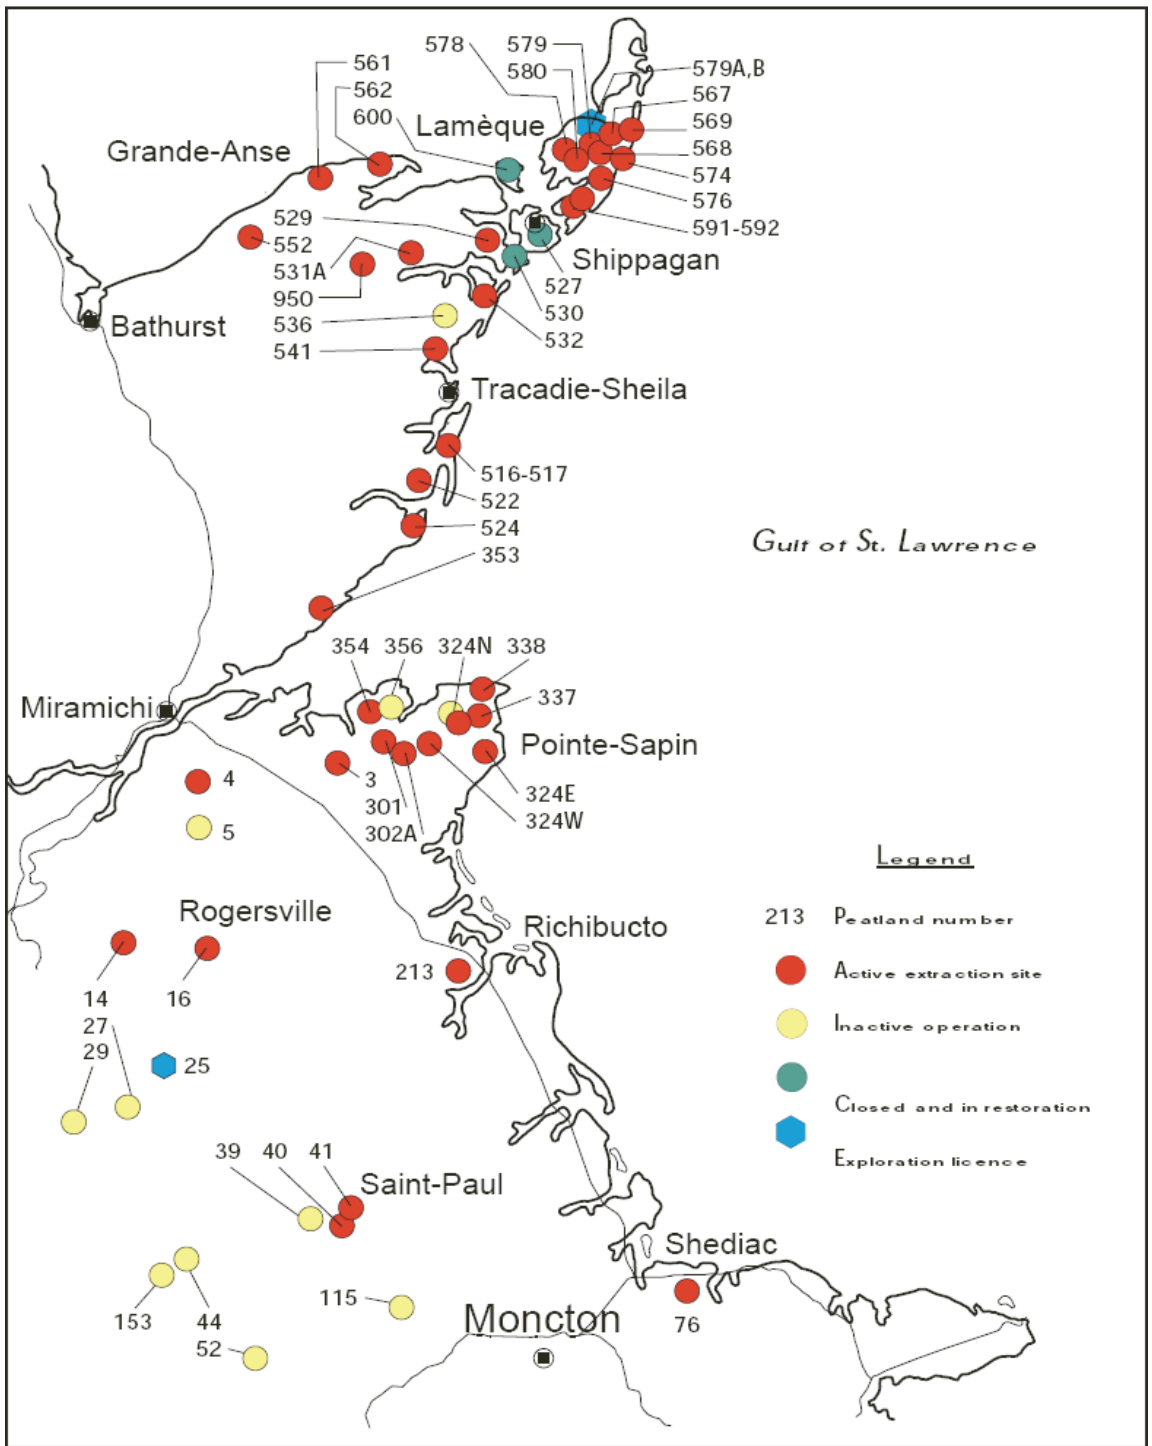 578
579
580
579A,B
561
562
600
567
569
568
574
576
591-592
Lamèque
Grande-Anse
529
552
531A
950
536
541
Shippagan
527
530
532
Bathurst
Tracadie-Sheila
516-517
522
524
353
Gulf of St. Lawrence
354
356
324N
338
337
Miramichi
Pointe-Sapin
3
301
302A
324E
324W
4
5
Legend
213 Peatland number
Active extraction site
Inactive operation
Closed and in restoration
Exploration licence
Rogersville
Richibucto
213
14
16
27
29
25
39
40
41
Saint-Paul
Shediac
153
44
52
115
Moncton
76